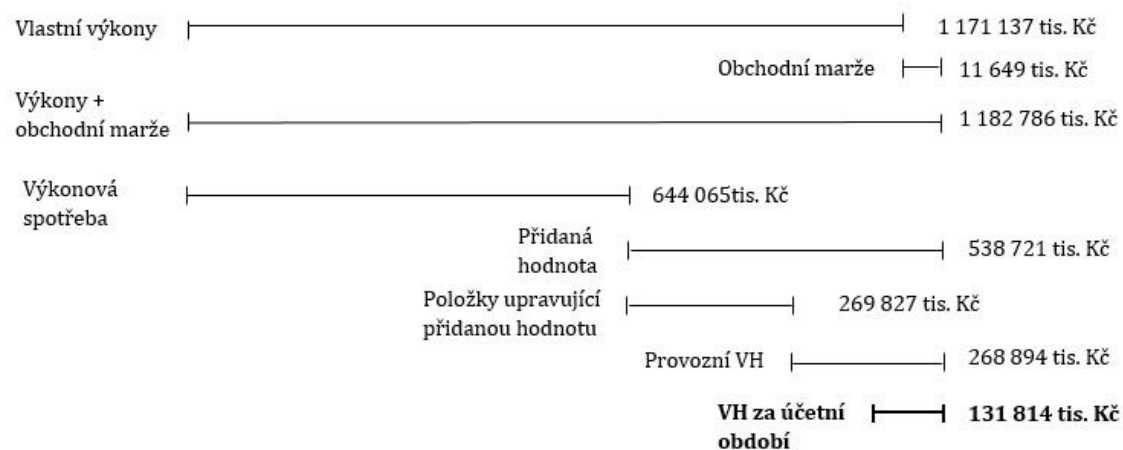 Vlastní výkony 1 171 137 tis. Kč
Obchodní marže 11 649 tis. Kč
Výkony +
obchodní marže 1 182 786 tis. Kč
Výkonová
spotřeba 644 065tis. Kč
Přidaná
hodnota 538 721 tis. Kč
Položky upravující
přidanou hodnotu 269 827 tis. Kč
Provozní VH 268 894 tis. Kč
VH za účetní
období 131 814 tis. Kč